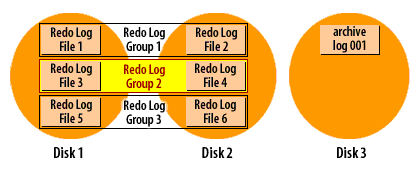 Redo Log File 1
Redo Log Group 1
Redo Log File 2
Redo Log File 3
Redo Log Group 2
Redo Log File 4
Redo Log File 5
Redo Log Group 3
Redo Log File 6
archive log 001
Disk 1
Disk 2
Disk 3